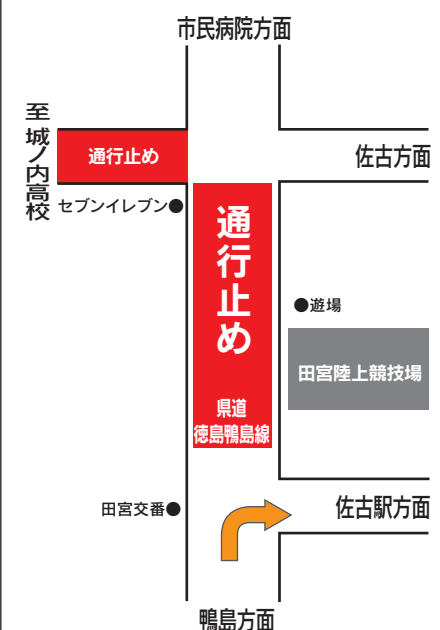 市民病院方面
至 城ノ内高校
通行止め
佐古方面
セブンイレブン●
通行止め
●遊場
田宮陸上競技場
県道
徳島鴨島線
田宮交番●
佐古駅方面
鴨島方面